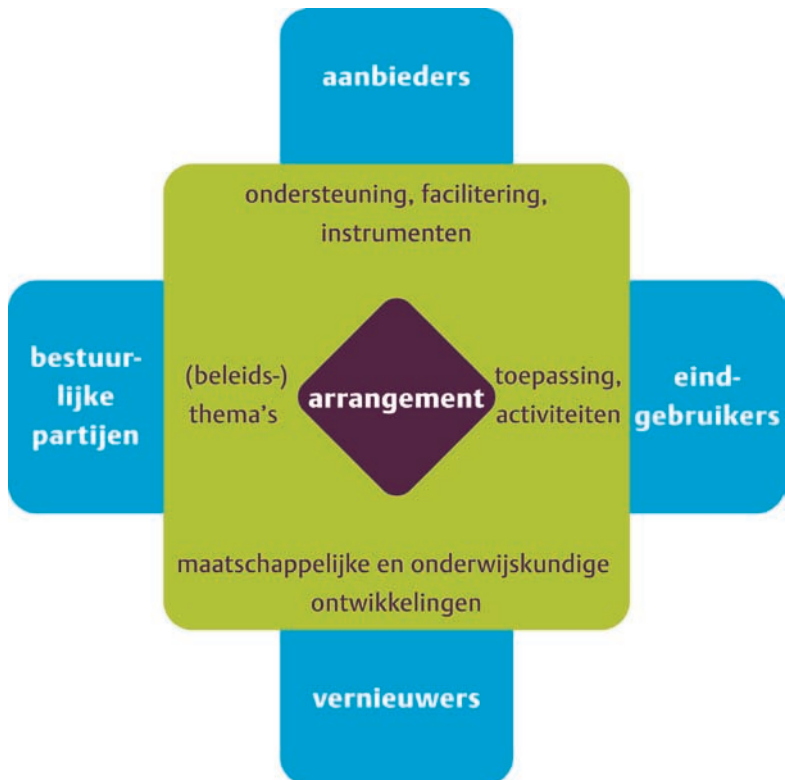 aanbieders
ondersteuning, facilitering,
instrumenten
bestuur-
lijke
partijen
(beleids-)
thema's
arrangement
toepassing,
activiteiten
eind-
gebruikers
maatschappelijke en onderwijskundige
ontwikkelingen
vernieuwers